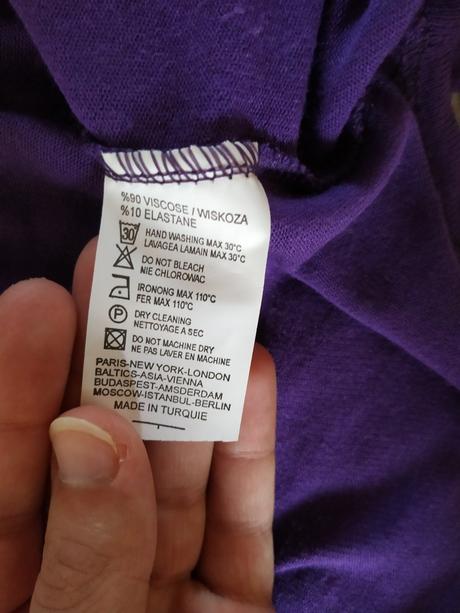 %90 VISCOSE / WISKOZA
%10 ELASTANE
30° HAND WASHING MAX 30°C
LAVAGEA LAMAIN MAX 30°C
DO NOT BLEACH
NIE CHLOROWAC
IRONONG MAX 110°C
FER MAX 110°C
P DRY CLEANING
NETTOYAGE A SEC
DO NOT MACHINE DRY
NE PAS LAVER EN MACHINE
PARIS-NEW YORK-LONDON
BALTICS-ASIA-VIENNA
BUDASPEST-AMSDERDAM
MOSCOW-ISTANBUL-BERLIN
MADE IN TURQUIE